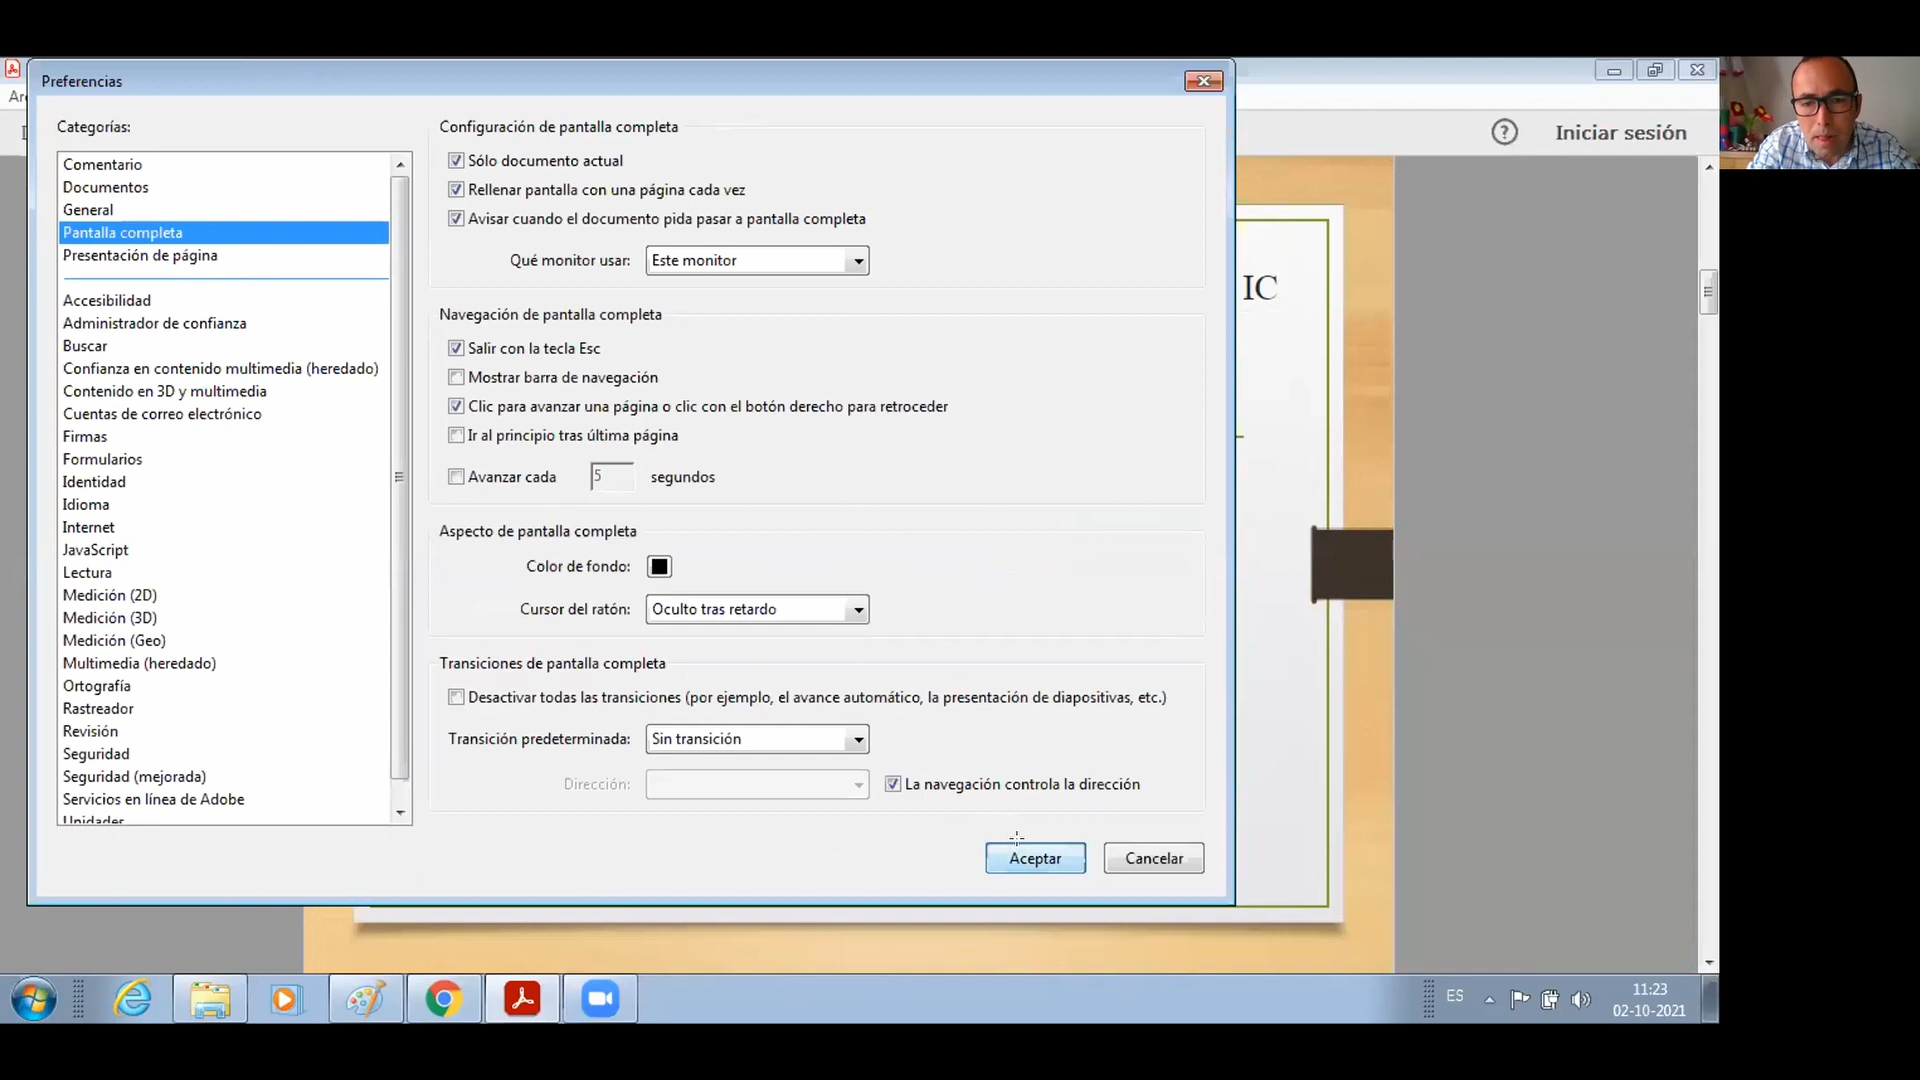 Preferencias
Categorías:
Comentario
Documentos
General
Pantalla completa
Presentación de página
Accesibilidad
Administrador de confianza
Buscar
Confianza en contenido multimedia (heredado)
Contenido en 3D y multimedia
Cuentas de correo electrónico
Firmas
Formularios
Identidad
Idioma
Internet
JavaScript
Lectura
Medición (2D)
Medición (3D)
Medición (Geo)
Multimedia (heredado)
Ortografía
Rastreador
Revisión
Seguridad
Seguridad (mejorada)
Servicios en línea de Adobe
Unidades
Configuración de pantalla completa
Sólo documento actual
Rellenar pantalla con una página cada vez
Avisar cuando el documento pida pasar a pantalla completa
Qué monitor usar: Este monitor
Navegación de pantalla completa
Salir con la tecla Esc
Mostrar barra de navegación
Clic para avanzar una página o clic con el botón derecho para retroceder
Ir al principio tras última página
Avanzar cada 5 segundos
Aspecto de pantalla completa
Color de fondo:
Cursor del ratón: Oculto tras retardo
Transiciones de pantalla completa
Desactivar todas las transiciones (por ejemplo, el avance automático, la presentación de diapositivas, etc.)
Transición predeterminada: Sin transición
Dirección: La navegación controla la dirección
Aceptar Cancelar
Iniciar sesión
IC
ES
11:23
02-10-2021